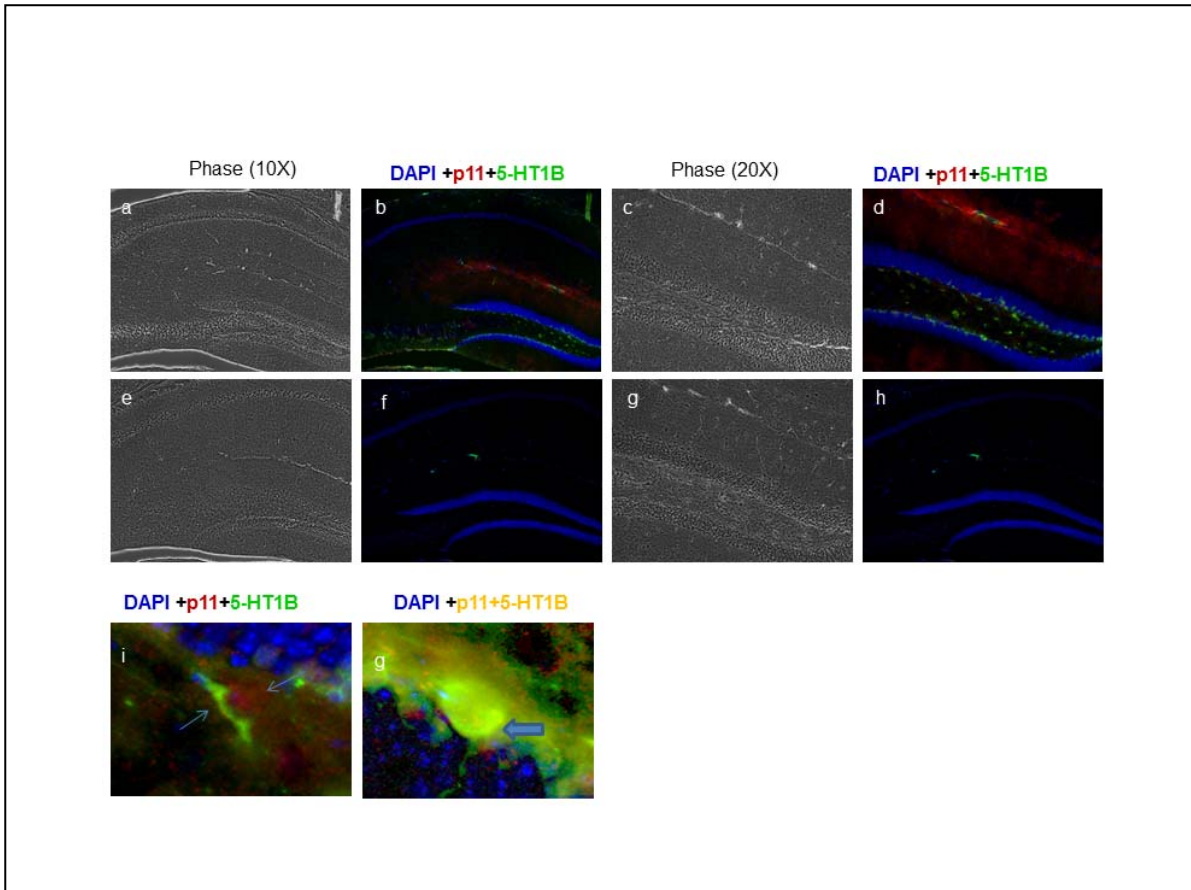 Phase (10X)
DAPI +p11+5-HT1B
Phase (20X)
DAPI +p11+5-HT1B
a
b
c
d
e
f
g
h
DAPI +p11+5-HT1B
DAPI +p11+5-HT1B
i
g